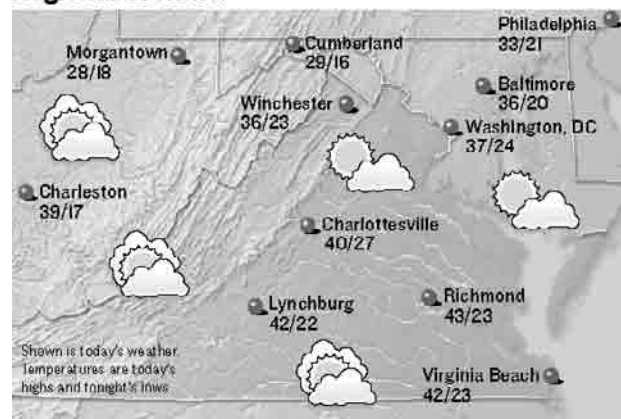 Philadelphia
33/21
Morgantown
28/18
Cumberland
29/16
Baltimore
36/20
Winchester
36/23
Washington, DC
37/24
Charleston
39/17
Charlottesville
40/27
Lynchburg
42/22
Richmond
43/23
Shown is today's weather.
Temperatures are today's
highs and tonight's lows
Virginia Beach
42/23